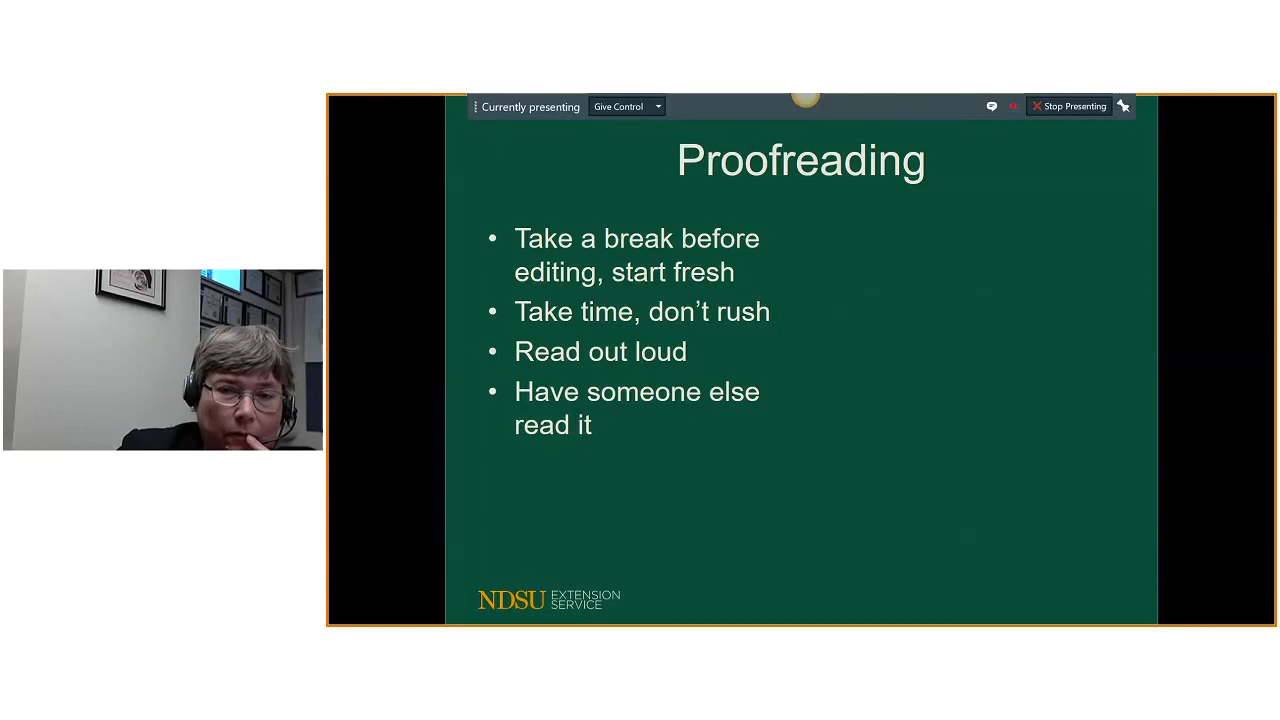 Currently presenting
Give Control
Stop Presenting
Proofreading
• Take a break before
editing, start fresh
• Take time, don’t rush
• Read out loud
• Have someone else
read it
NDSU EXTENSION
SERVICE